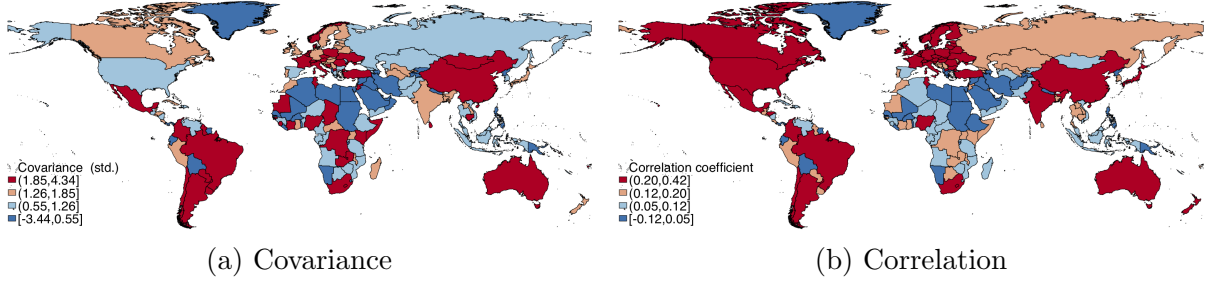 Covariance (std.)
(1.85,4.34]
(1.26,1.85]
(0.55,1.26]
[-3.44,0.55]
(a) Covariance
Correlation coefficient
(0.20,0.42]
(0.12,0.20]
(0.05,0.12]
[-0.12,0.05]
(b) Correlation